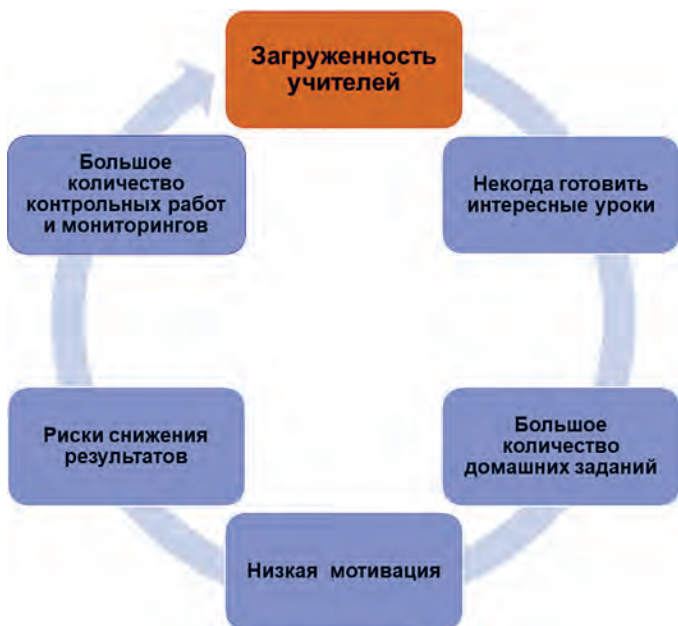 Загруженность
учителей
Некогда готовить
интересные уроки
Большое
количество
домашних заданий
Низкая мотивация
Риски снижения
результатов
Большое
количество
контрольных работ
и мониторингов